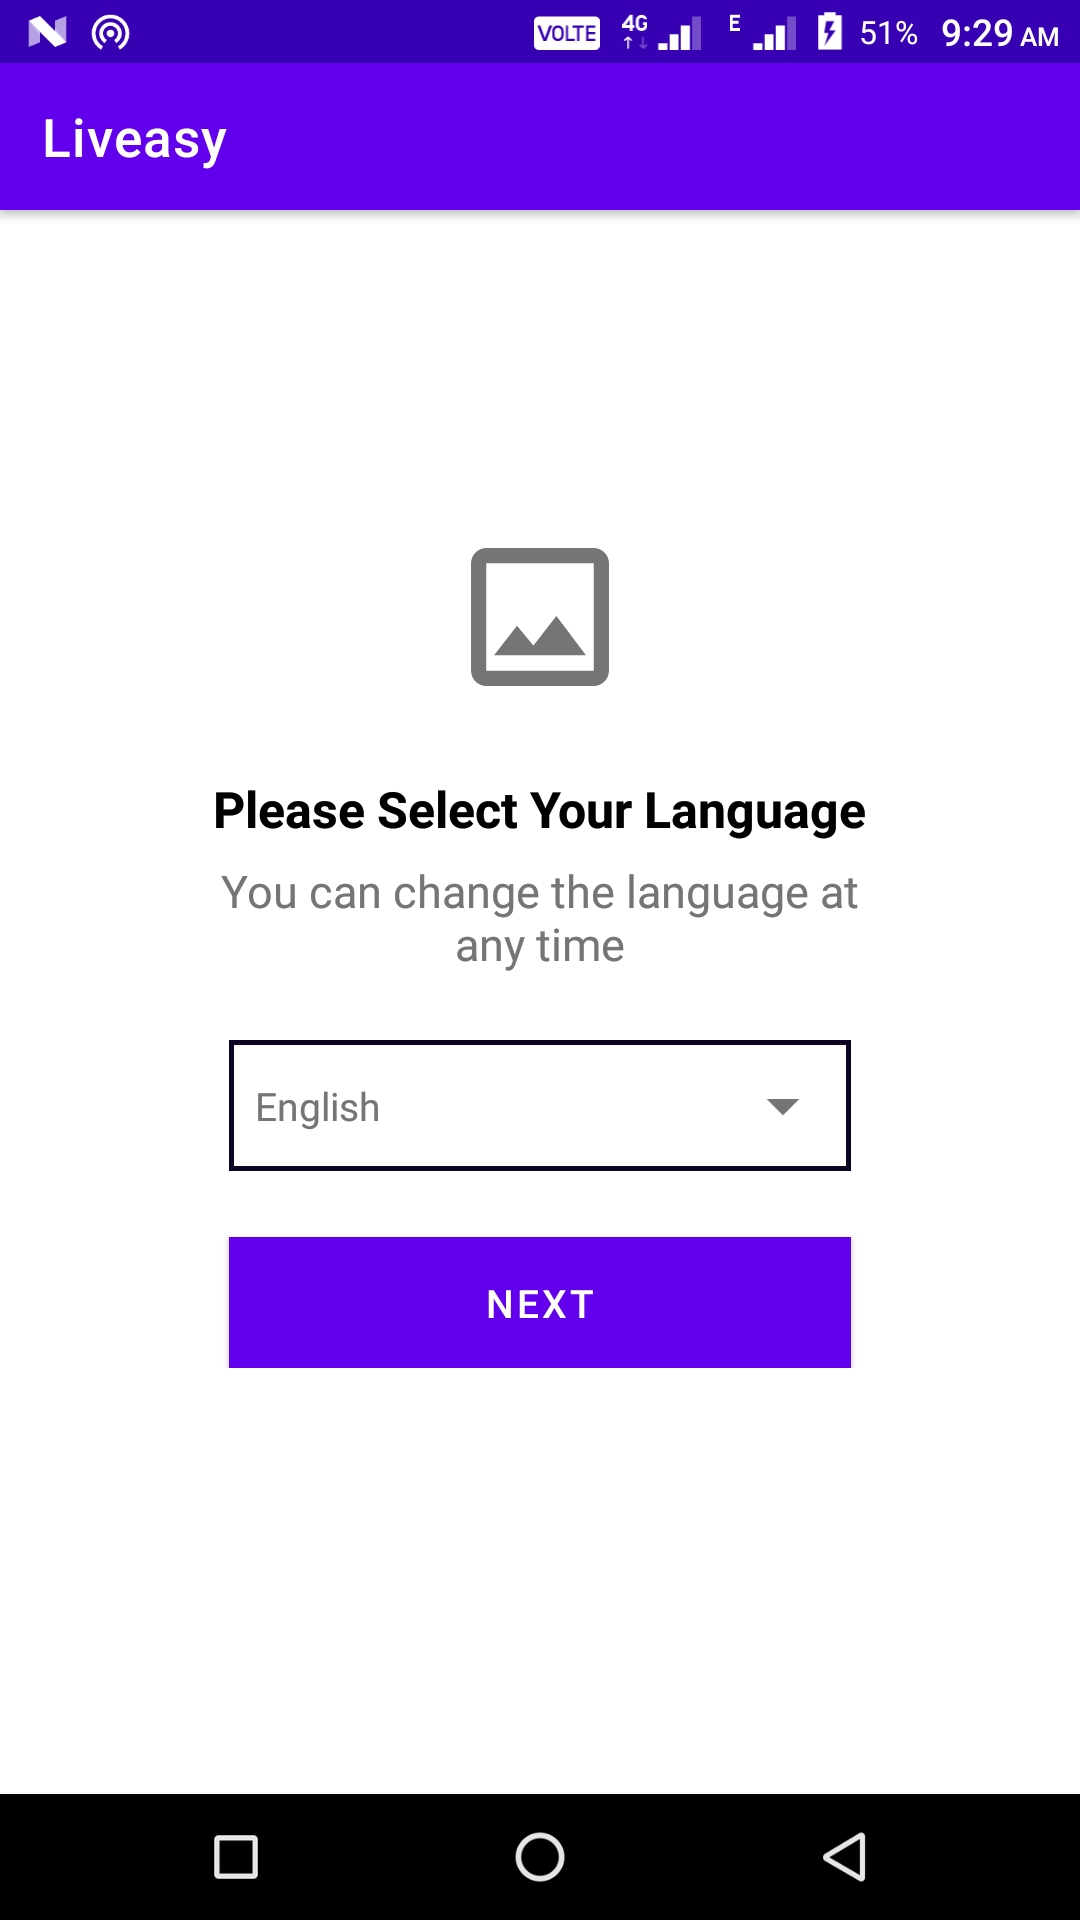 VOLTE 4G E 51% 9:29 AM
Liveasy
Please Select Your Language
You can change the language at
any time
English
NEXT